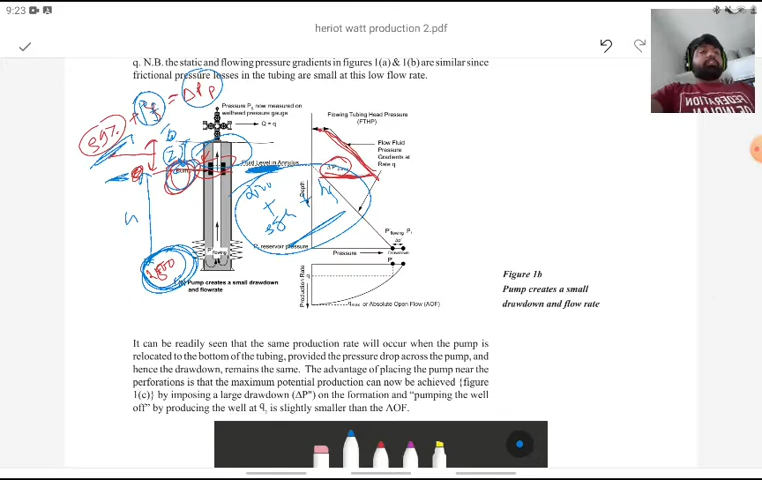 9:23
heriot watt production 2.pdf
q. N.B. the static and flowing pressure gradients in figures 1(a) & 1(b) are similar since
frictional pressure losses in the tubing are small at this low flow rate.
= ΔP P
Pressure P, now measured on
wellhead pressure gauge
Q = q
Flowing Tubing Head Pressure
(FTHP)
Fluid Level in Annulus
Flow Fluid
Pressure
Gradients at
Rate q
Depth
P flowing P,
reservoir pressure
Pressure
Drawdown
P flowing
Pump creates a small drawdown
and flowrate
Production Rate
q
or Absolute Open Flow (AOF)
Figure 1b
Pump creates a small
drawdown and flow rate
It can be readily seen that the same production rate will occur when the pump is
relocated to the bottom of the tubing, provided the pressure drop across the pump, and
hence the drawdown, remains the same. The advantage of placing the pump near the
perforations is that the maximum potential production can now be achieved {figure
1(c)} by imposing a large drawdown (ΔP") on the formation and “pumping the well
off” by producing the well at q, is slightly smaller than the AOF.